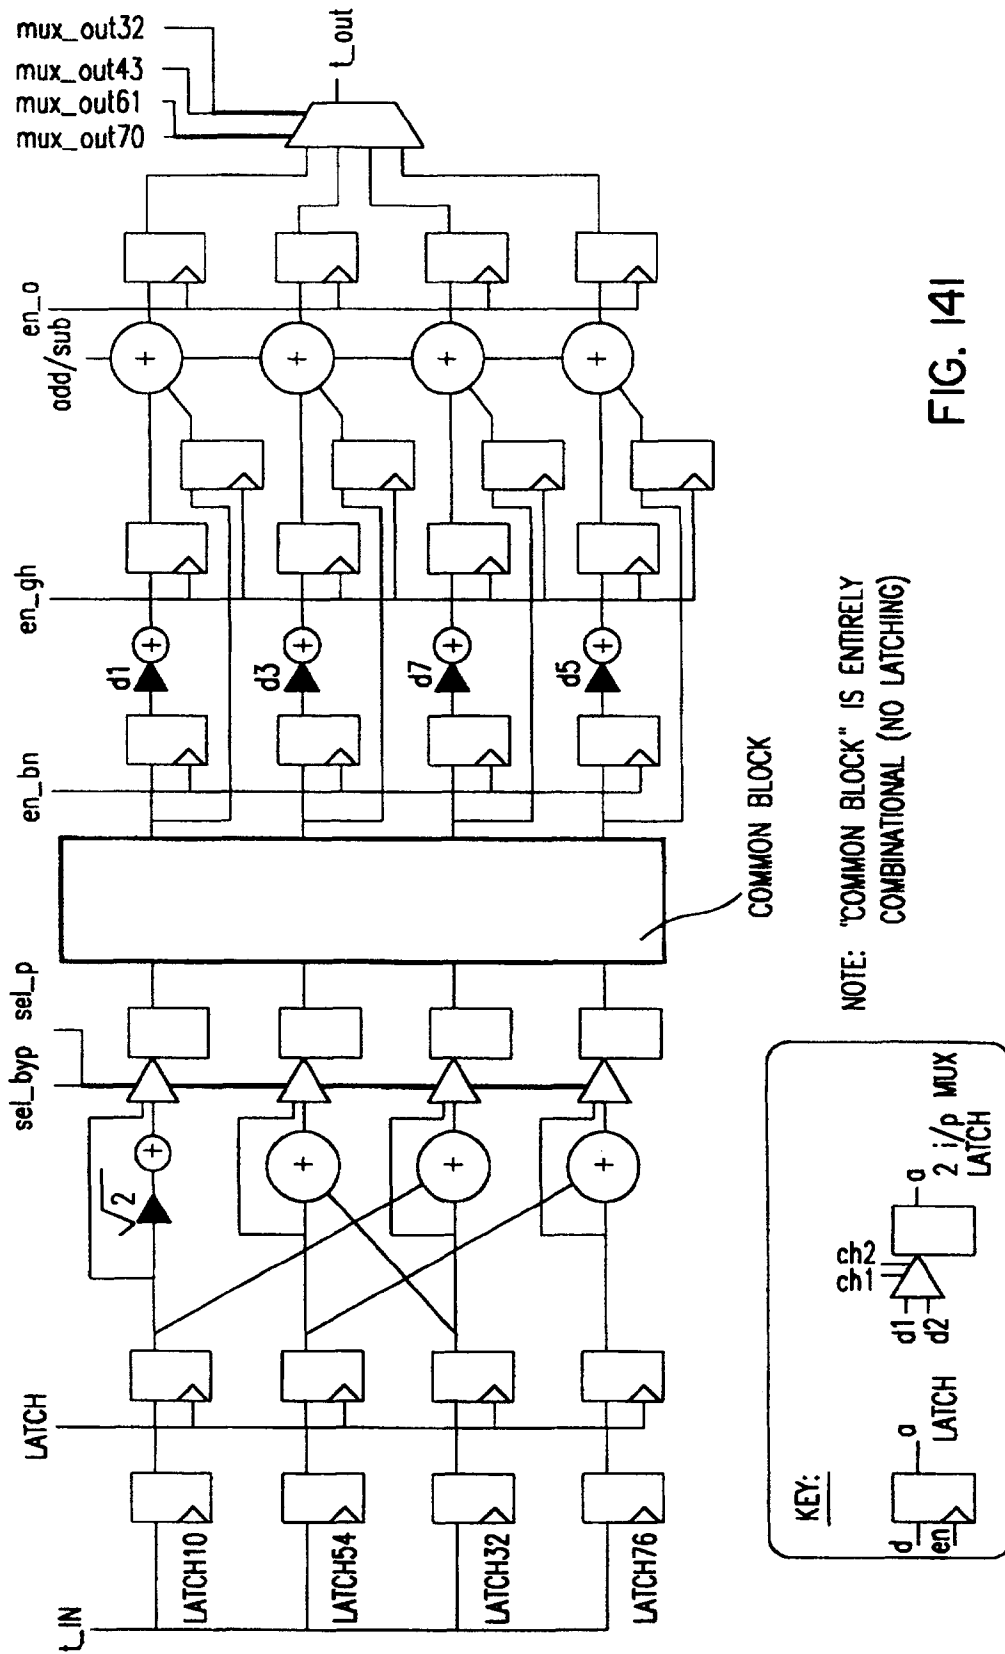 t_IN
LATCH10
LATCH54
LATCH32
LATCH76
LATCH
√2
sel_byp
sel_p
COMMON BLOCK
en_bn
d1
d3
d7
d5
en_gh
add/sub
en_o
mux_out32
mux_out43
mux_out61
mux_out70
t_out
+
+
+
+
+
+
+
+
+
+
+
+
KEY:
d
en
a
LATCH
d1
d2
ch1
ch2
a
2 i/p MUX
LATCH
NOTE: "COMMON BLOCK" IS ENTIRELY
COMBINATIONAL (NO LATCHING)
FIG. 141